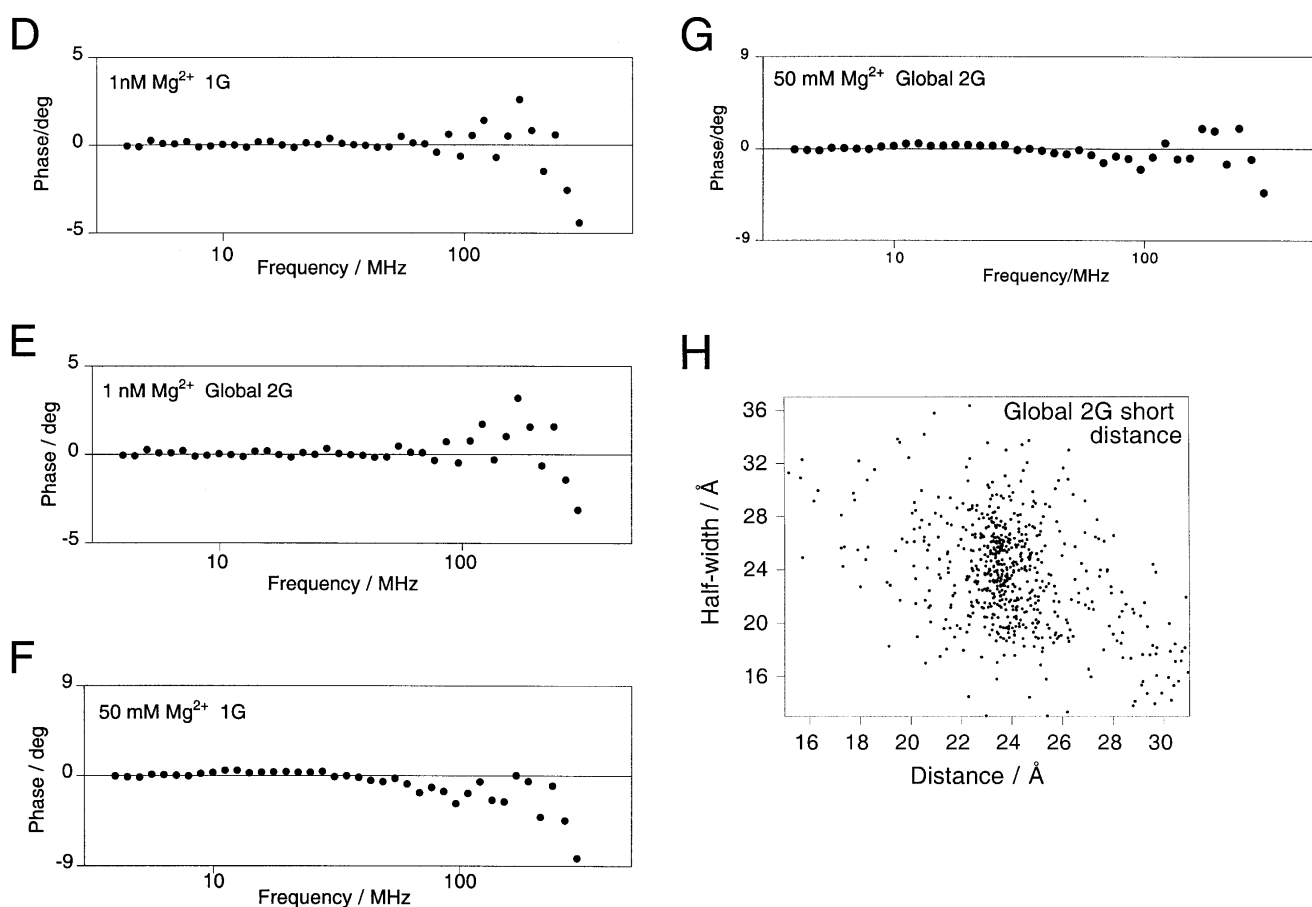 D
5
1nM Mg²⁺ 1G
0
Phase/deg
-5
10
100
Frequency / MHz
E
5
1 nM Mg²⁺ Global 2G
0
Phase / deg
-5
10
100
Frequency / MHz
F
9
50 mM Mg²⁺ 1G
0
Phase / deg
-9
10
100
Frequency / MHz
G
9
50 mM Mg²⁺ Global 2G
0
Phase/deg
-9
10
100
Frequency/MHz
H
Global 2G short
distance
36
32
28
24
20
16
Half-width / Å
16 18 20 22 24 26 28 30
Distance / Å